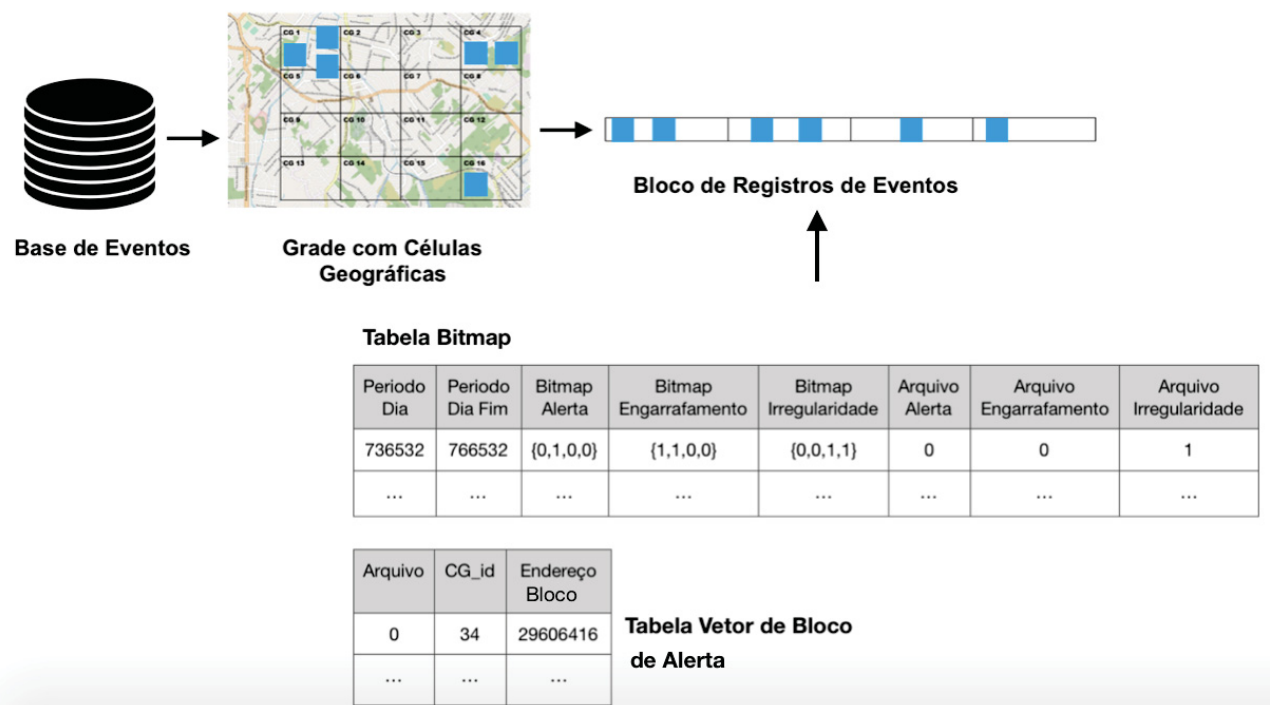 CG 1
CG 2
CG 3
CG 4
CG 5
CG 6
CG 7
CG 8
CG 9
CG 10
CG 11
CG 12
CG 13
CG 14
CG 15
CG 16
Base de Eventos
Grade com Células
Geográficas
Bloco de Registros de Eventos
Tabela Bitmap
Periodo Dia
Periodo Dia Fim
Bitmap Alerta
Bitmap Engarrafamento
Bitmap Irregularidade
Arquivo Alerta
Arquivo Engarrafamento
Arquivo Irregularidade
736532 766532 {0,1,0,0} {1,1,0,0} {0,0,1,1} 0 0 1
... ... ... ... ... ... ... ...
Arquivo CG_id Endereço Bloco
0 34 29606416
... ... ...
Tabela Vetor de Bloco
de Alerta